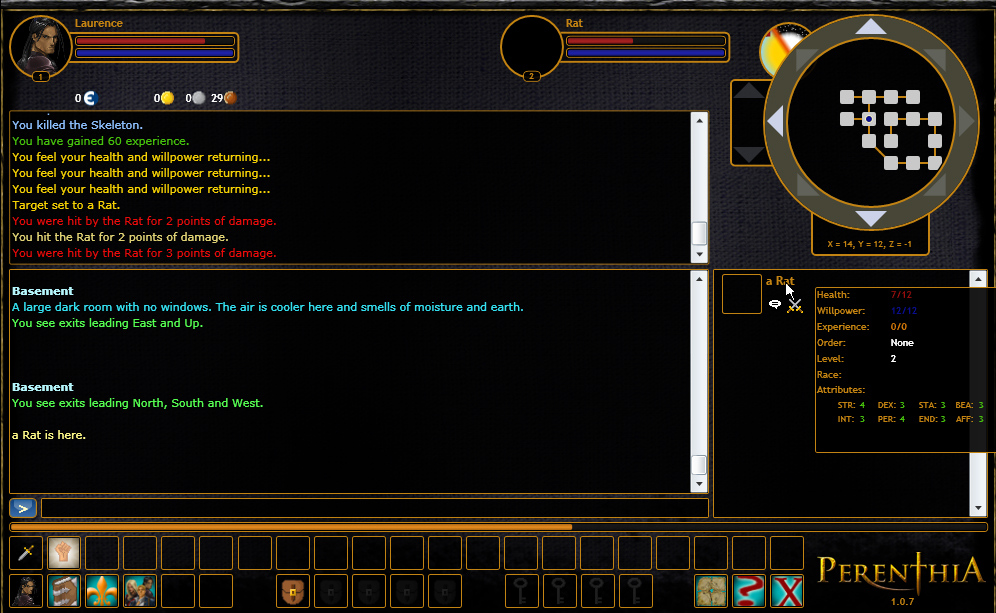 Laurence
Rat
1
2
0 0 0 29
You killed the Skeleton.
You have gained 60 experience.
You feel your health and willpower returning...
You feel your health and willpower returning...
You feel your health and willpower returning...
Target set to a Rat.
You were hit by the Rat for 2 points of damage.
You hit the Rat for 2 points of damage.
You were hit by the Rat for 3 points of damage.
X = 14, Y = 12, Z = -1
Basement
A large dark room with no windows. The air is cooler here and smells of moisture and earth.
You see exits leading East and Up.
Basement
You see exits leading North, South and West.
a Rat is here.
a Rat
Health: 7/12
Willpower: 12/12
Experience: 0/0
Order: None
Level: 2
Race:
Attributes:
STR: 4 DEX: 3 STA: 3 BEA: 3
INT: 3 PER: 4 END: 3 AFF: 3
>
PERENTHIA
1.0.7